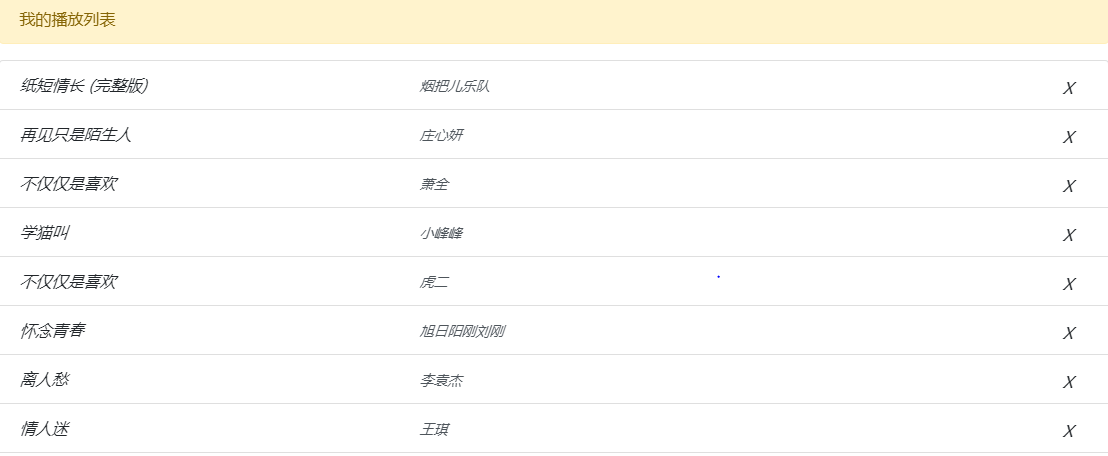 我的播放列表
纸短情长 (完整版) 烟把儿乐队 X
再见只是陌生人 庄心妍 X
不仅仅是喜欢 萧全 X
学猫叫 小峰峰 X
不仅仅是喜欢 虎二 X
怀念青春 旭日阳刚刘刚 X
离人愁 李袁杰 X
情人迷 王琪 X